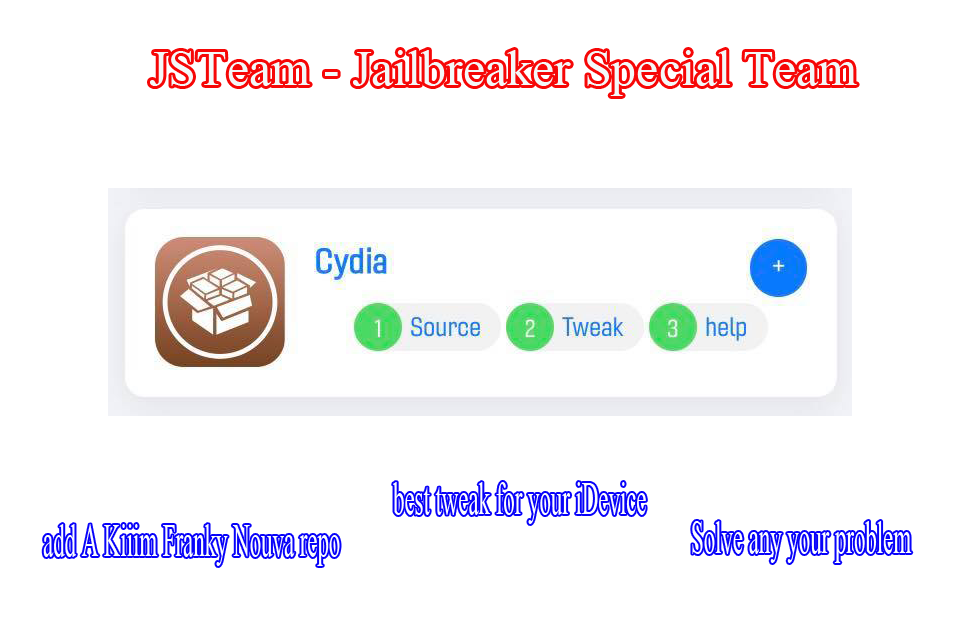 JSTeam - Jailbreaker Special Team
Cydia
+
1 Source 2 Tweak 3 help
best tweak for your iDevice
add A Kiiim Franky Nouva repo
Solve any your problem